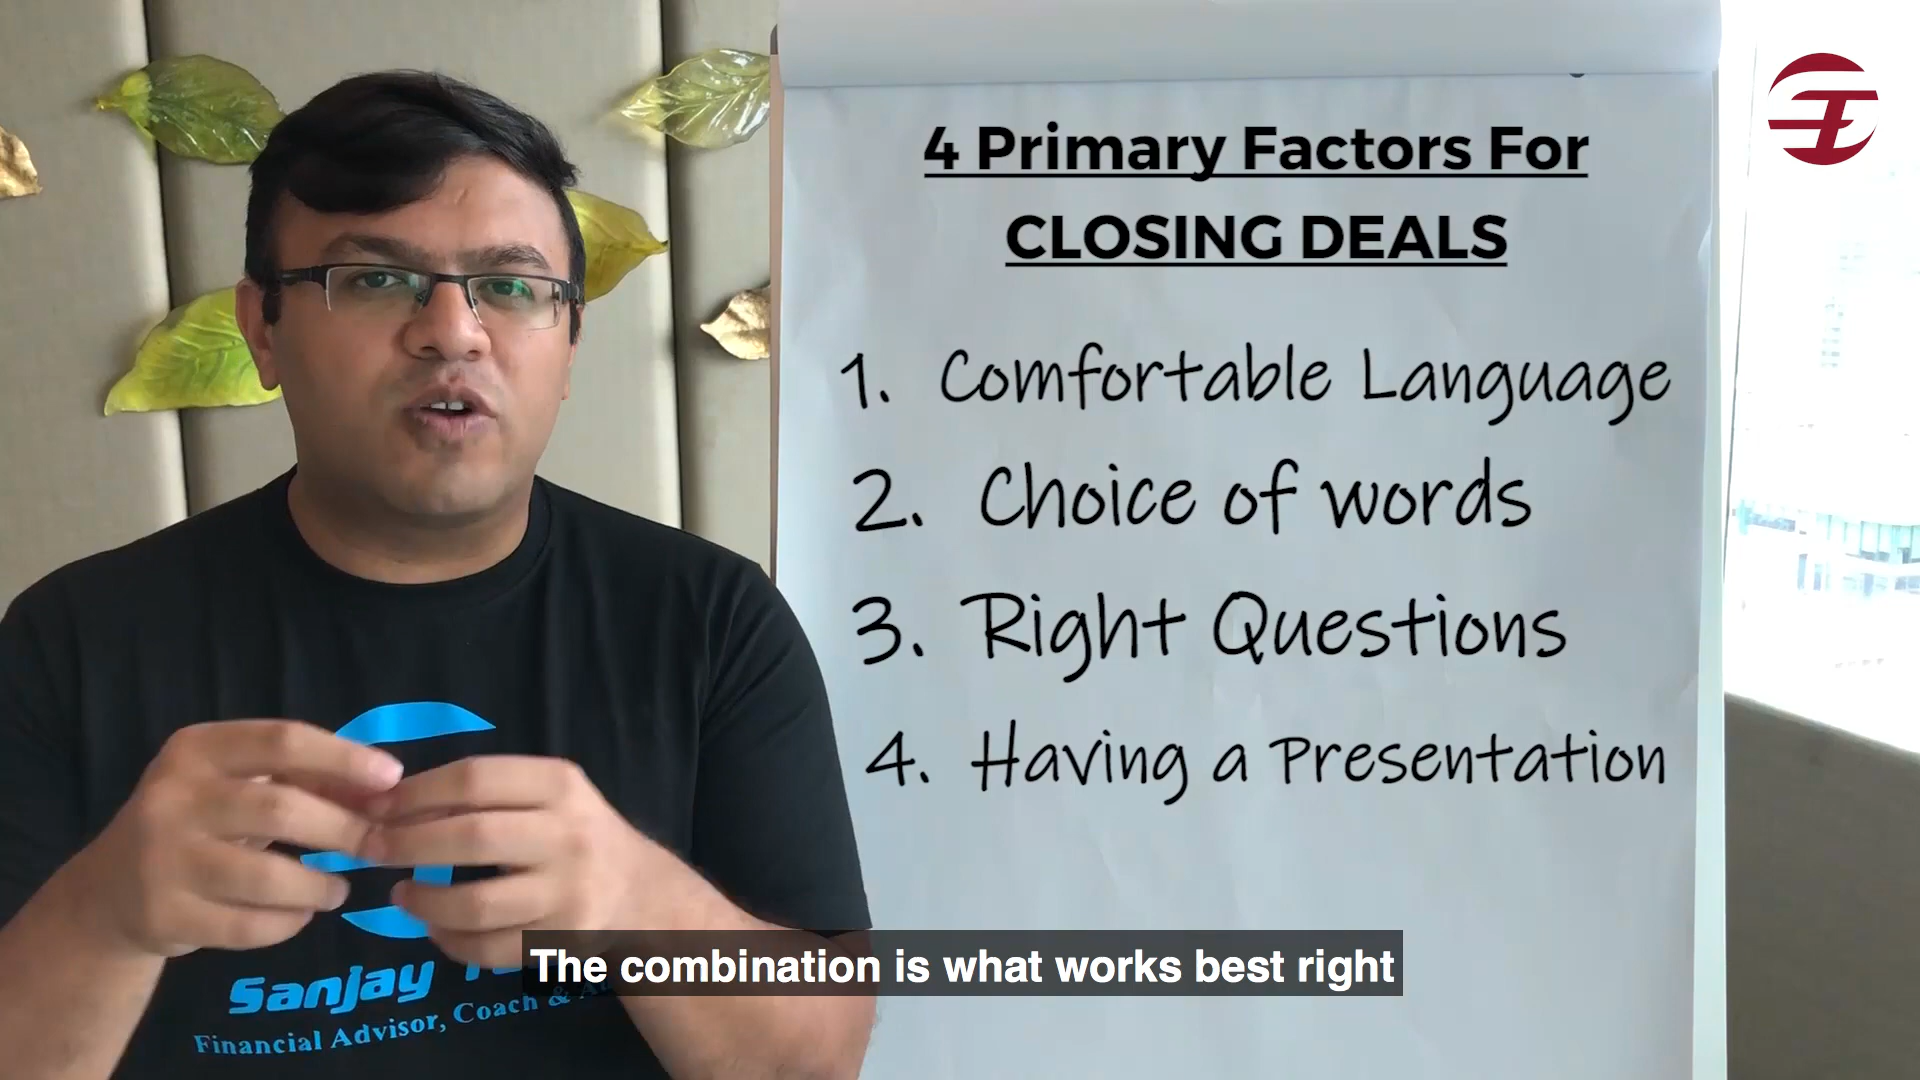 4 Primary Factors For
CLOSING DEALS
1. Comfortable Language
2. Choice of words
3. Right Questions
4. Having a Presentation
Sanjay
Financial Advisor, Coach &
The combination is what works best right